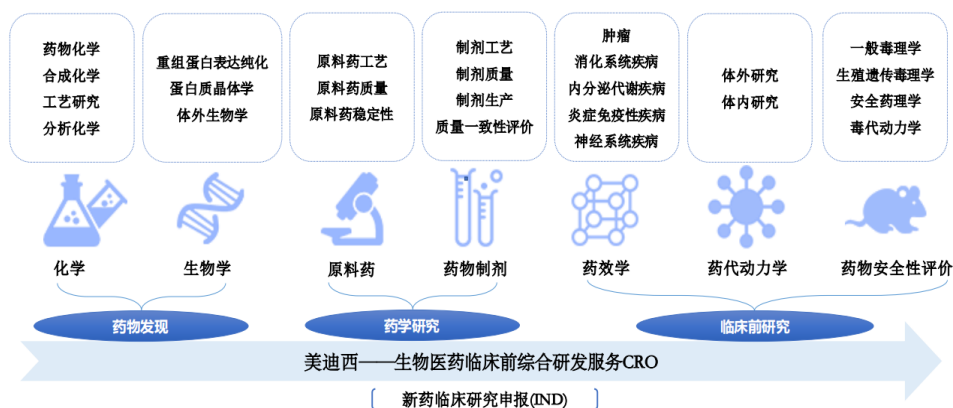 药物化学
合成化学
工艺研究
分析化学
重组蛋白表达纯化
蛋白质晶体学
体外生物学
原料药工艺
原料药质量
原料药稳定性
制剂工艺
制剂质量
制剂生产
质量一致性评价
肿瘤
消化系统疾病
内分泌代谢疾病
炎症免疫性疾病
神经系统疾病
体外研究
体内研究
一般毒理学
生殖遗传毒理学
安全药理学
毒代动力学
化学
生物学
原料药
药物制剂
药效学
药代动力学
药物安全性评价
药物发现
药学研究
临床前研究
美迪西——生物医药临床前综合研发服务CRO
新药临床研究申报(IND)